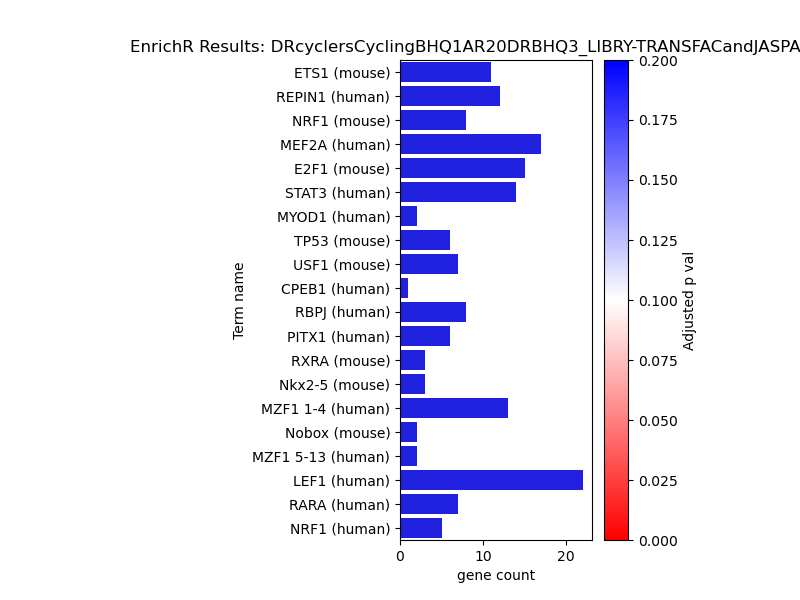 EnrichR Results: DRcyclersCyclingBHQ1AR20DRBHQ3_LIBRY-TRANSFACandJASPA
ETS1 (mouse)
REPIN1 (human)
NRF1 (mouse)
MEF2A (human)
E2F1 (mouse)
STAT3 (human)
MYOD1 (human)
TP53 (mouse)
USF1 (mouse)
CPEB1 (human)
RBPJ (human)
PITX1 (human)
RXRA (mouse)
Nkx2-5 (mouse)
MZF1 1-4 (human)
Nobox (mouse)
MZF1 5-13 (human)
LEF1 (human)
RARA (mouse)
NRF1 (human)
Term name
0 10 20
gene count
0.200
0.175
0.150
0.125
0.100
0.075
0.050
0.025
0.000
Adjusted p val